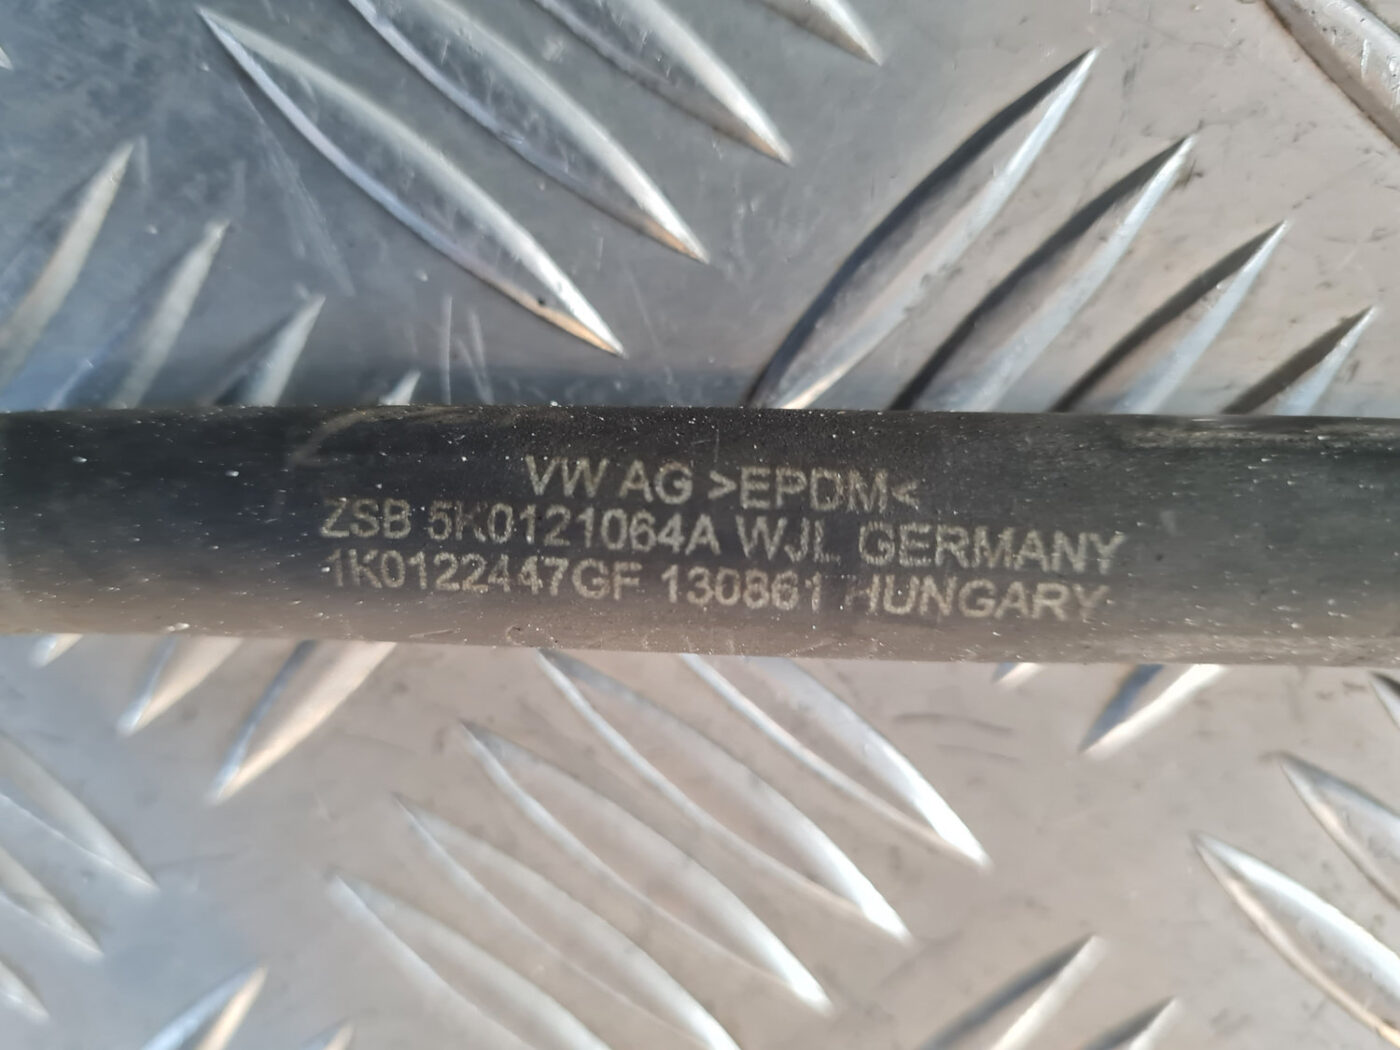 VW AG >EPDM<
ZSB 5K0121064A WJL GERMANY
1K0122447GF 130861 HUNGARY